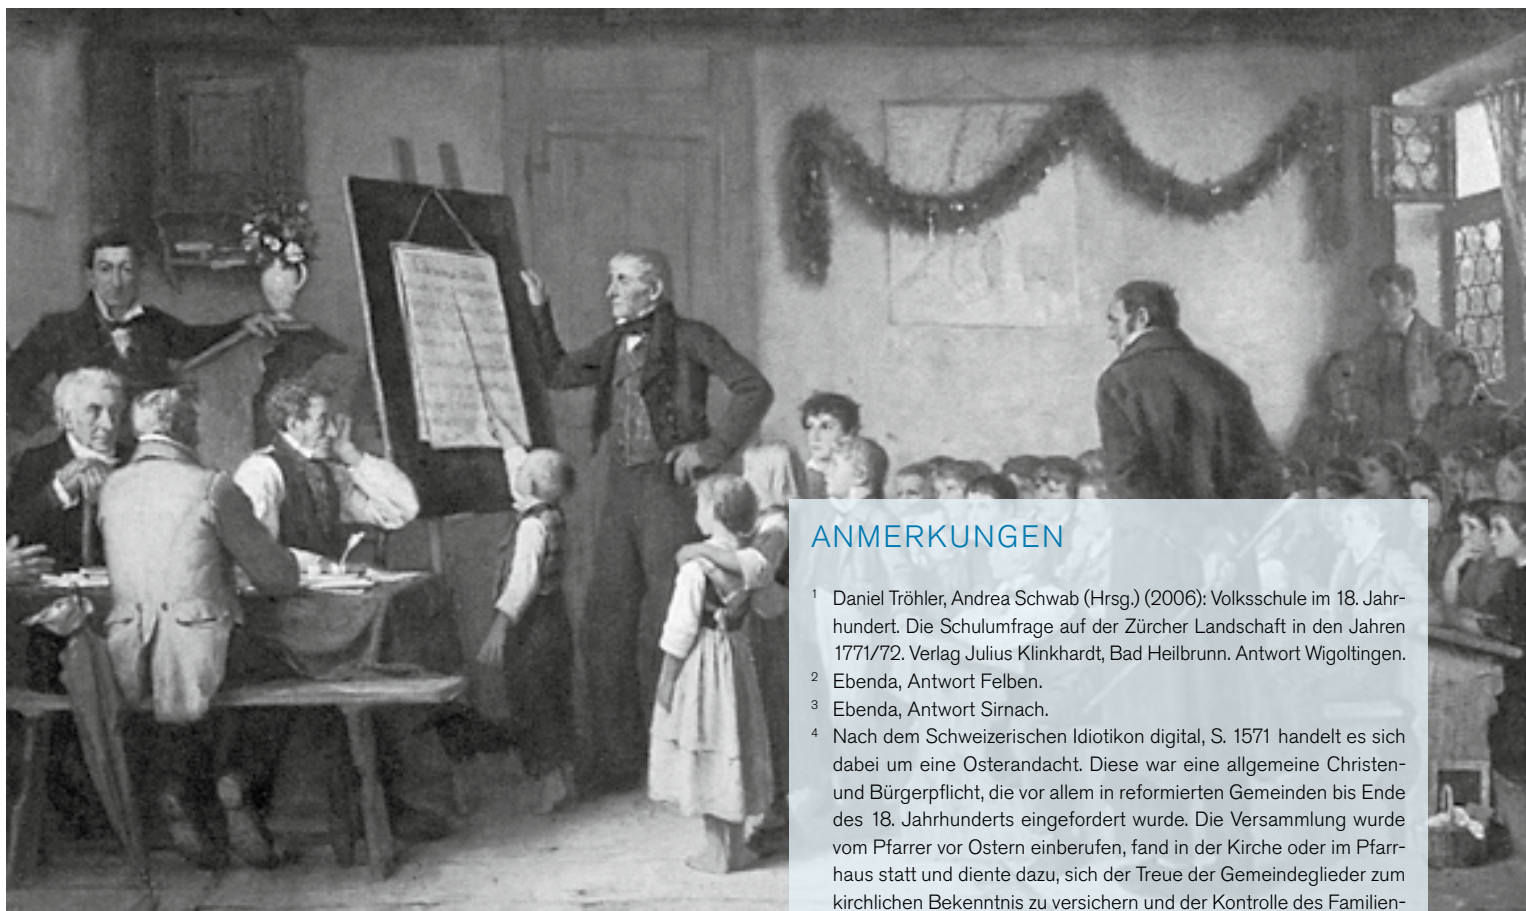 ANMERKUNGEN
1 Daniel Tröhler, Andrea Schwab (Hrsg.) (2006): Volksschule im 18. Jahr-
hundert. Die Schulumfrage auf der Zürcher Landschaft in den Jahren
1771/72. Verlag Julius Klinkhardt, Bad Heilbrunn. Antwort Wigoltingen.
2 Ebenda, Antwort Felben.
3 Ebenda, Antwort Sirnach.
4 Nach dem Schweizerischen Idiotikon digital, S. 1571 handelt es sich
dabei um eine Osterandacht. Diese war eine allgemeine Christen-
und Bürgerpflicht, die vor allem in reformierten Gemeinden bis Ende
des 18. Jahrhunderts eingefordert wurde. Die Versammlung wurde
vom Pfarrer vor Ostern einberufen, fand in der Kirche oder im Pfarr-
haus statt und diente dazu, sich der Treue der Gemeindeglieder zum
kirchlichen Bekenntnis zu versichern und der Kontrolle des Familien-